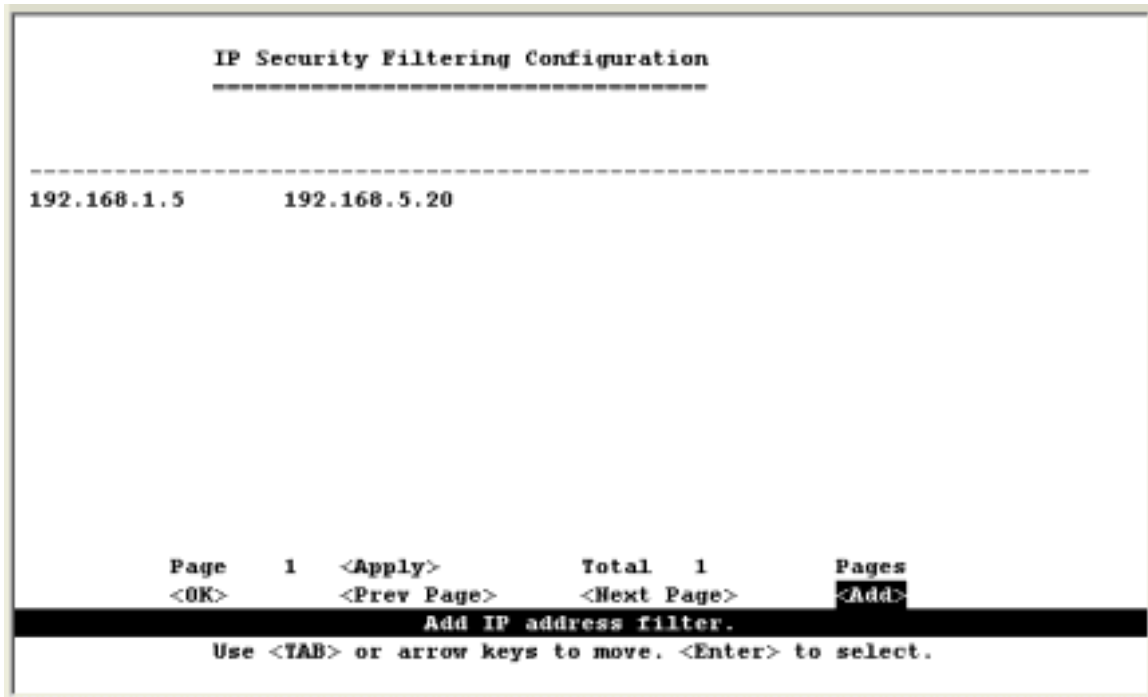 IP Security Filtering Configuration
===================================
---------------------------------------------------------------------------
192.168.1.5 192.168.5.20
Page 1 <Apply> Total 1 Pages
<OK> <Prev Page> <Next Page> <Add>
Add IP address filter.
Use <TAB> or arrow keys to move. <Enter> to select.